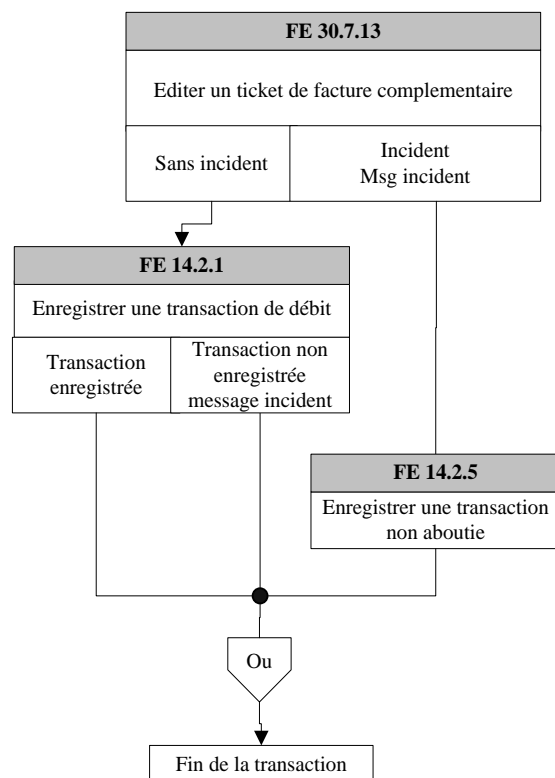 FE 30.7.13
Editer un ticket de facture complementaire
Sans incident
Incident
Msg incident
FE 14.2.1
Enregistrer une transaction de débit
Transaction
enregistrée
Transaction non
enregistrée
message incident
FE 14.2.5
Enregistrer une transaction
non aboutie
Ou
Fin de la transaction